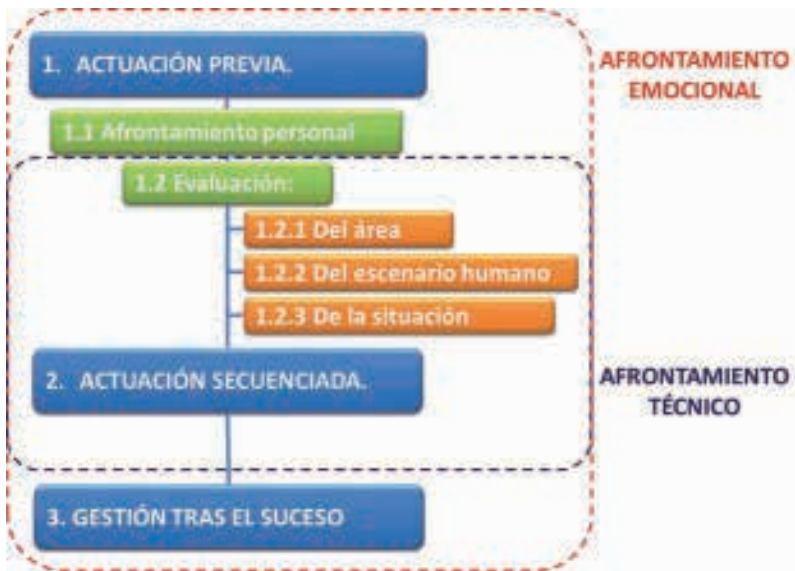 1. ACTUACIÓN PREVIA.
AFRONTAMIENTO
EMOCIONAL
1.1 Afrontamiento personal
1.2 Evaluación:
1.2.1 Del área
1.2.2 Del escenario humano
1.2.3 De la situación
2. ACTUACIÓN SECUENCIADA.
AFRONTAMIENTO
TÉCNICO
3. GESTIÓN TRAS EL SUCESO